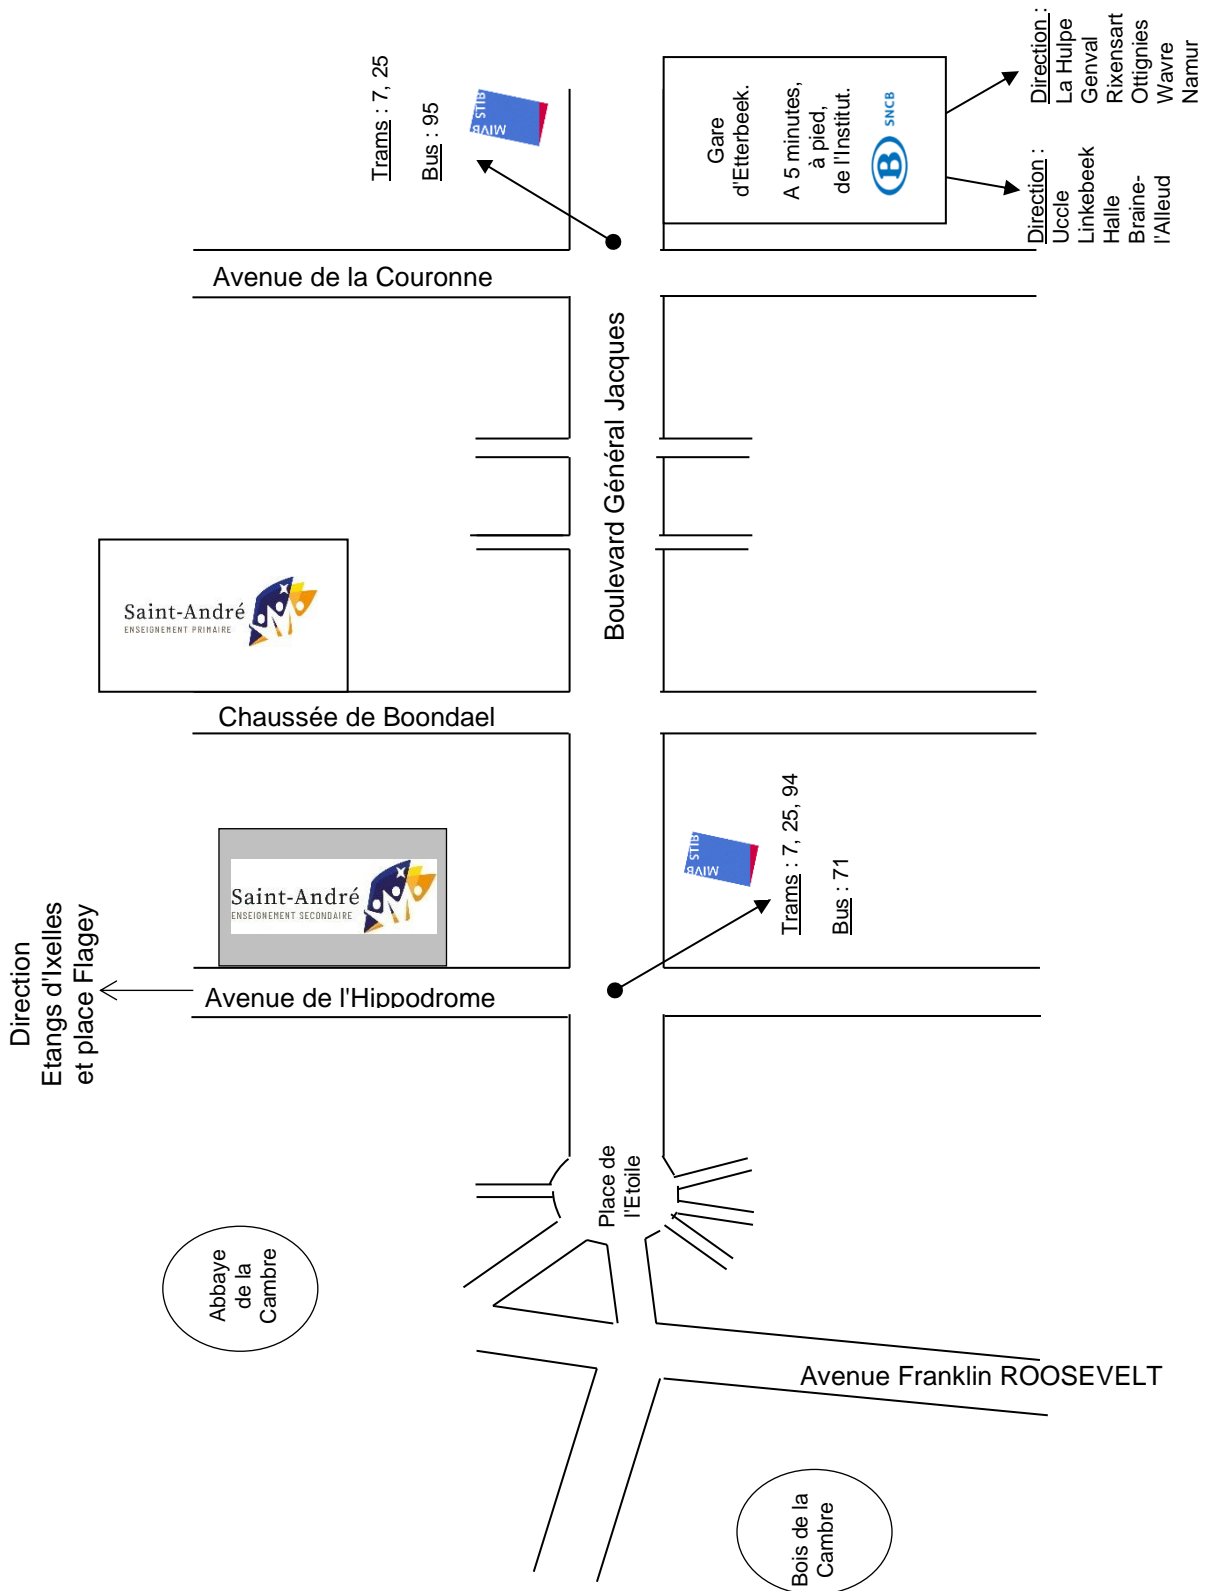 Direction :
La Hulpe
Genval
Rixensart
Ottignies
Wavre
Namur
Trams : 7, 25
Bus : 95
MIVB
STIB
Gare
d'Etterbeek.
A 5 minutes,
à pied,
de l'Institut.
B SNCB
Direction :
Uccle
Linkebeek
Halle
Braine-
l'Alleud
Avenue de la Couronne
Boulevard Général Jacques
Saint-André
ENSEIGNEMENT PRIMAIRE
Chaussée de Boondael
Saint-André
ENSEIGNEMENT SECONDAIRE
MIVB
STIB
Trams : 7, 25, 94
Bus : 71
Direction
Etangs d'Ixelles
et place Flagey
Avenue de l'Hippodrome
Place de
l'Etoile
Abbaye
de la
Cambre
Avenue Franklin ROOSEVELT
Bois de la
Cambre